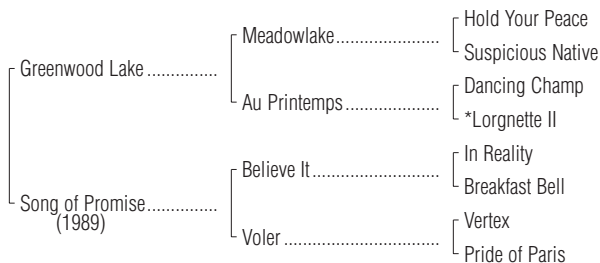 Hold Your Peace
Meadowlake....................
Suspicious Native
Greenwood Lake ..............
Dancing Champ
Au Printemps..................
*Lorgnette II
In Reality
Believe It........................
Breakfast Bell
Song of Promise..............
(1989)
Vertex
Voler .............................
Pride of Paris